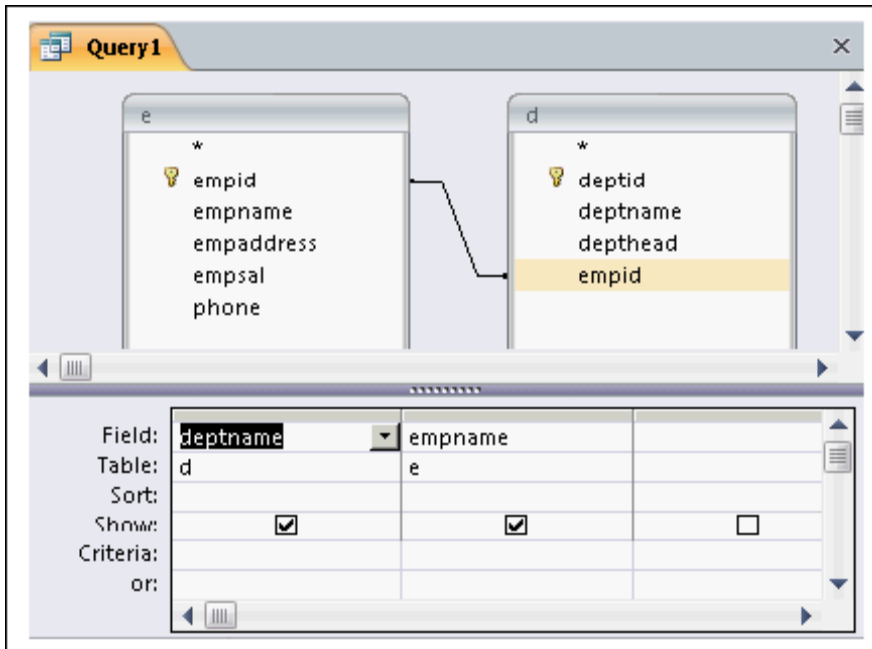 Query1
e
*
empid
empname
empaddress
empsal
phone
d
*
deptid
deptname
depthead
empid
Field: deptname empname
Table: d e
Sort:
Show:
Criteria:
or: